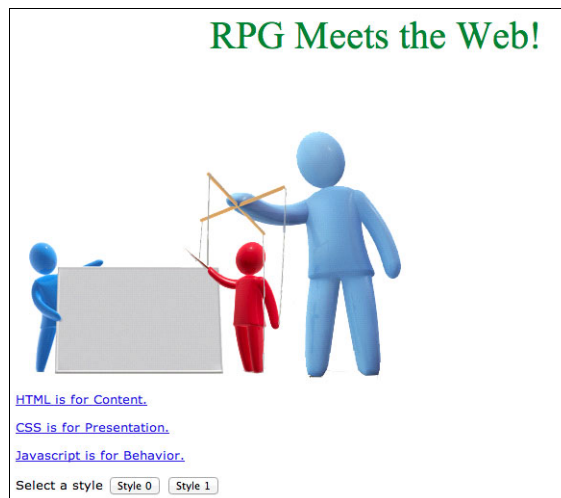 RPG Meets the Web!
HTML is for Content.
CSS is for Presentation.
Javascript is for Behavior.
Select a style Style 0 Style 1